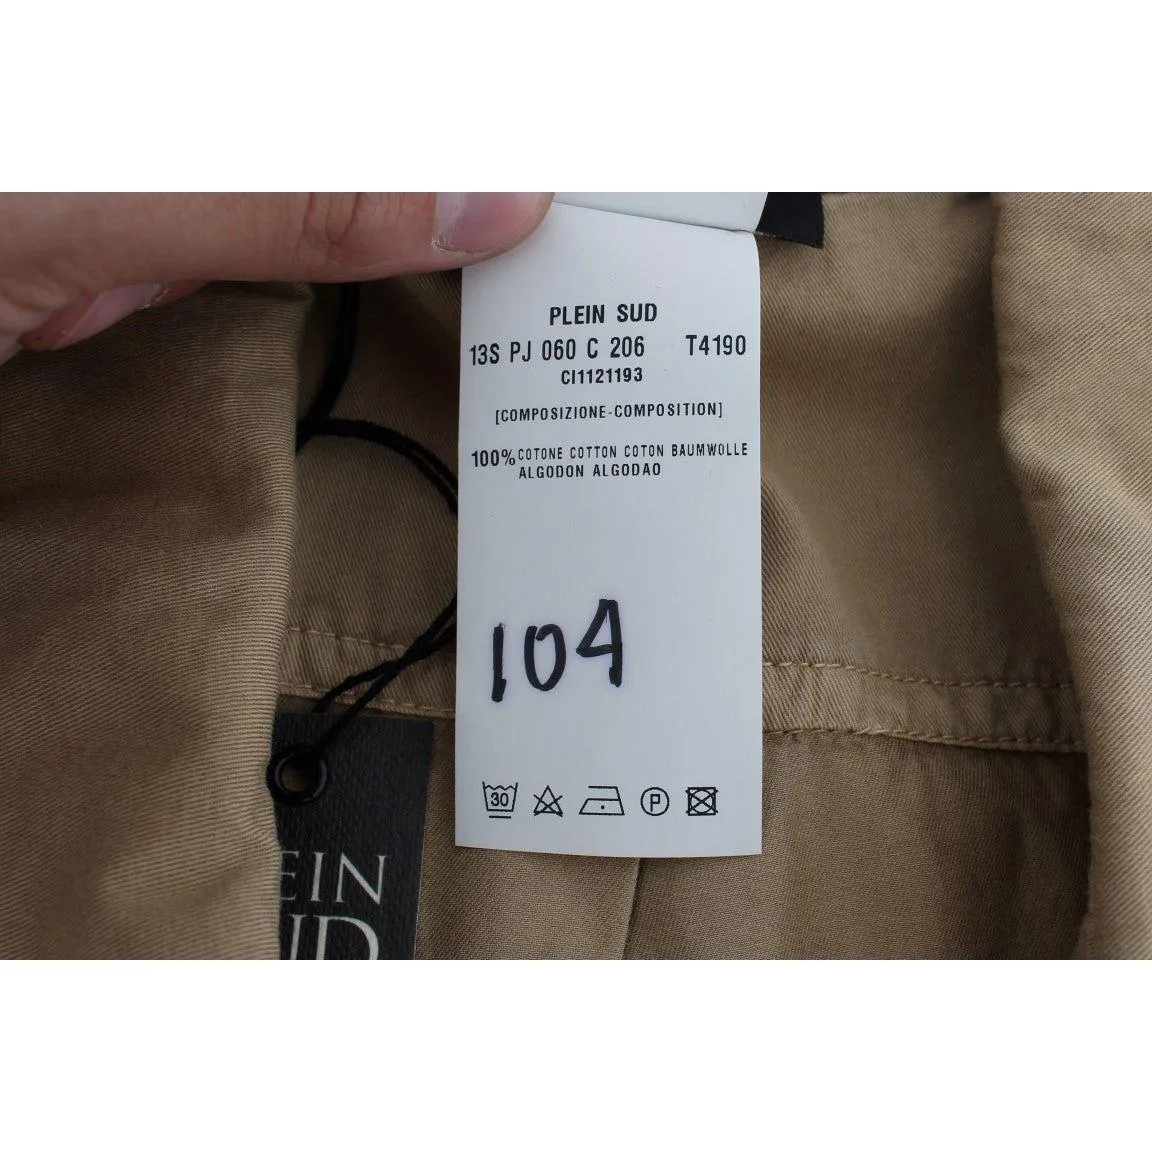 PLEIN SUD
13S PJ 060 C 206 T4190
CI1121193
[COMPOSIZIONE-COMPOSITION]
100% COTONE COTTON COTON BAUMWOLLE
ALGODON ALGODAO
104
30
P
EIN
UD